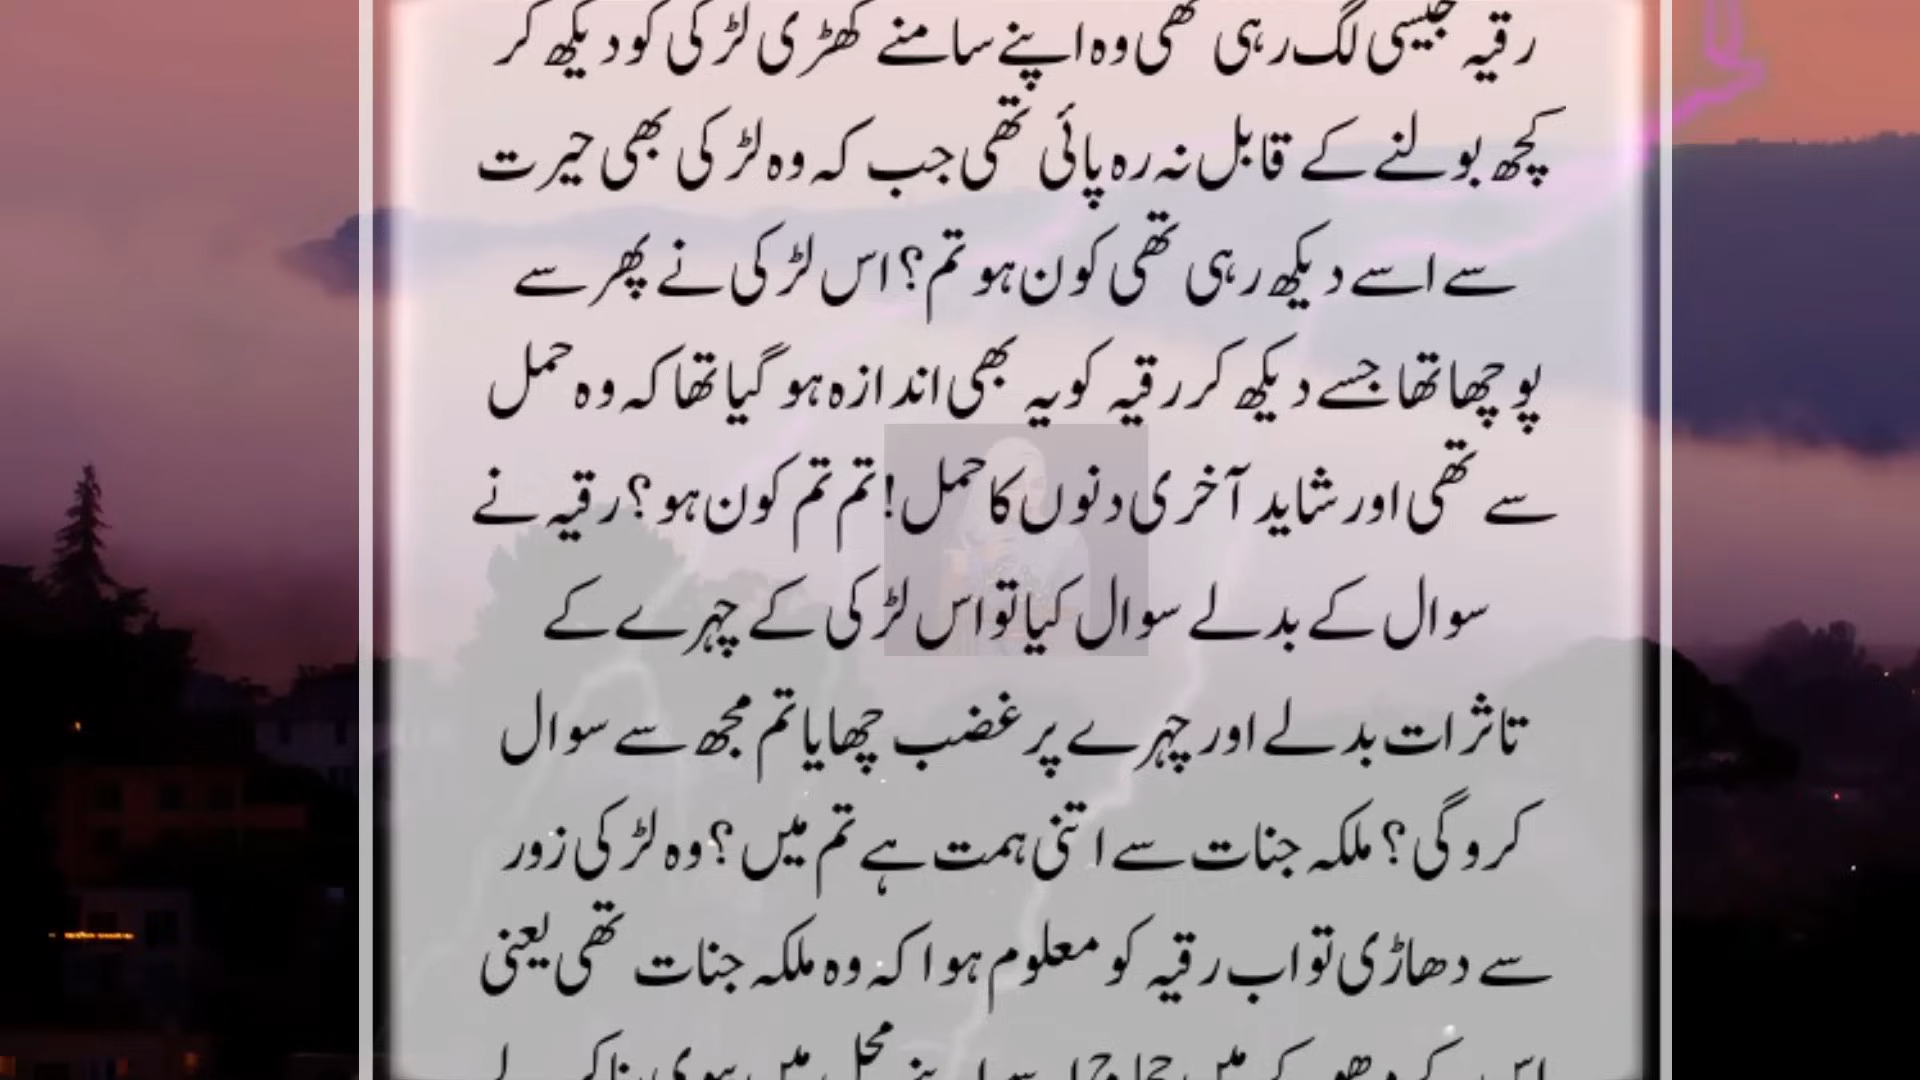 رقیہ جیسی لگ رہی تھی وہ اپنے سامنے کھڑی لڑکی کو دیکھ کر
کچھ بولنے کے قابل نہ رہ پائی تھی جب کہ وہ لڑکی بھی حیرت
سے اسے دیکھ رہی تھی کون ہو تم؟ اس لڑکی نے پھر سے
پوچھا تھا جسے دیکھ کر رقیہ کو یہ بھی اندازہ ہو گیا تھا کہ وہ حمل
سے تھی اور شاید آخری دنوں کا حمل! تم تم کون ہو؟ رقیہ نے
سوال کے بدلے سوال کیا تو اس لڑکی کے چہرے کے
تاثرات بدلے اور چہرے پر غضب چھایا تم مجھ سے سوال
کرو گی؟ ملکہ جنات سے اتنی ہمت ہے تم میں؟ وہ لڑکی زور
سے دھاڑی تو اب رقیہ کو معلوم ہوا کہ وہ ملکہ جنات تھی یعنی